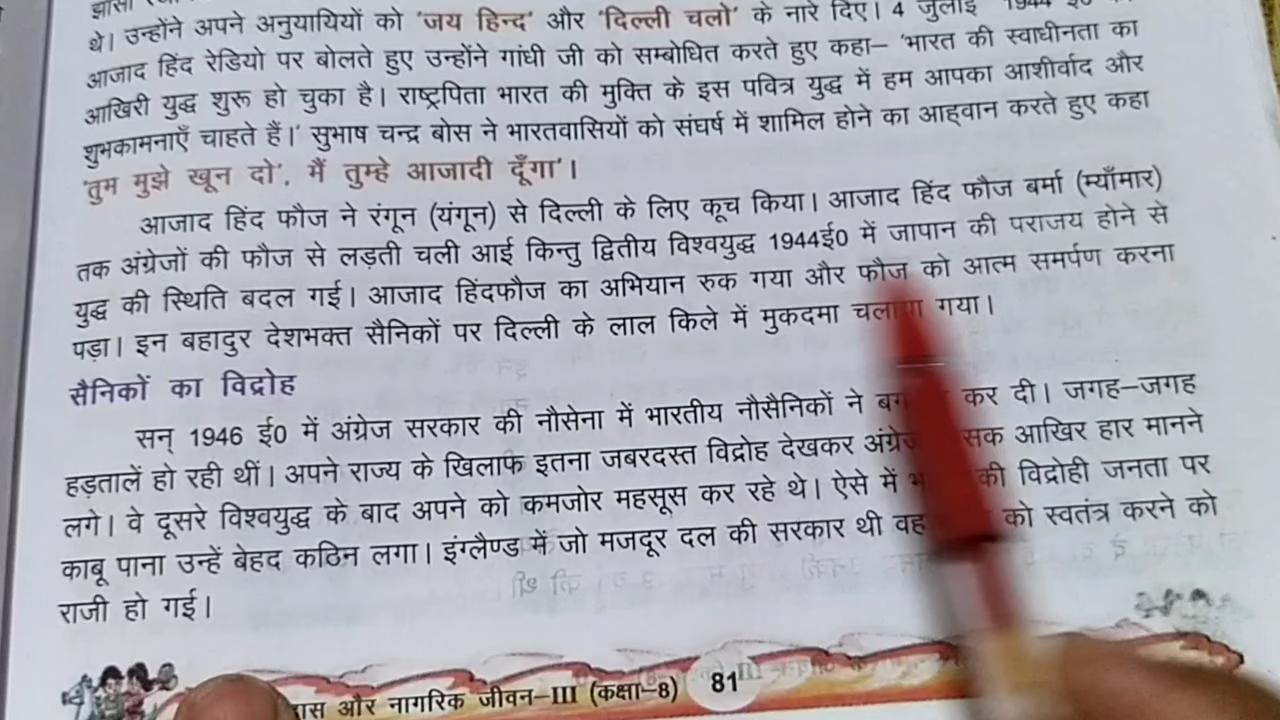 थे। उन्होंने अपने अनुयायियों को 'जय हिन्द' और 'दिल्ली चलो' के नारे दिए। 4 जुलाई 1944 ई0
आजाद हिंद रेडियो पर बोलते हुए उन्होंने गांधी जी को सम्बोधित करते हुए कहा– 'भारत की स्वाधीनता का
आखिरी युद्ध शुरू हो चुका है। राष्ट्रपिता भारत की मुक्ति के इस पवित्र युद्ध में हम आपका आशीर्वाद और
शुभकामनाएँ चाहते हैं।' सुभाष चन्द्र बोस ने भारतवासियों को संघर्ष में शामिल होने का आह्वान करते हुए कहा
'तुम मुझे खून दो', मैं तुम्हे आजादी दूँगा'।
आजाद हिंद फौज ने रंगून (यंगून) से दिल्ली के लिए कूच किया। आजाद हिंद फौज बर्मा (म्याँमार)
तक अंग्रेजों की फौज से लड़ती चली आई किन्तु द्वितीय विश्वयुद्ध 1944ई0 में जापान की पराजय होने से
युद्ध की स्थिति बदल गई। आजाद हिंदफौज का अभियान रुक गया और फौज को आत्म समर्पण करना
पड़ा। इन बहादुर देशभक्त सैनिकों पर दिल्ली के लाल किले में मुकदमा चलाया गया।
सैनिकों का विद्रोह
सन् 1946 ई0 में अंग्रेज सरकार की नौसेना में भारतीय नौसैनिकों ने कर दी। जगह–जगह
हड़तालें हो रही थीं। अपने राज्य के खिलाफ इतना जबरदस्त विद्रोह देखकर आखिर हार मानने
लगे। वे दूसरे विश्वयुद्ध के बाद अपने को कमजोर महसूस कर रहे थे। ऐसे में की विद्रोही जनता पर
काबू पाना उन्हें बेहद कठिन लगा। इंग्लैण्ड में जो मजदूर दल की सरकार थी वह को स्वतंत्र करने को
राजी हो गई।
और नागरिक जीवन–III (कक्षा–8) 81